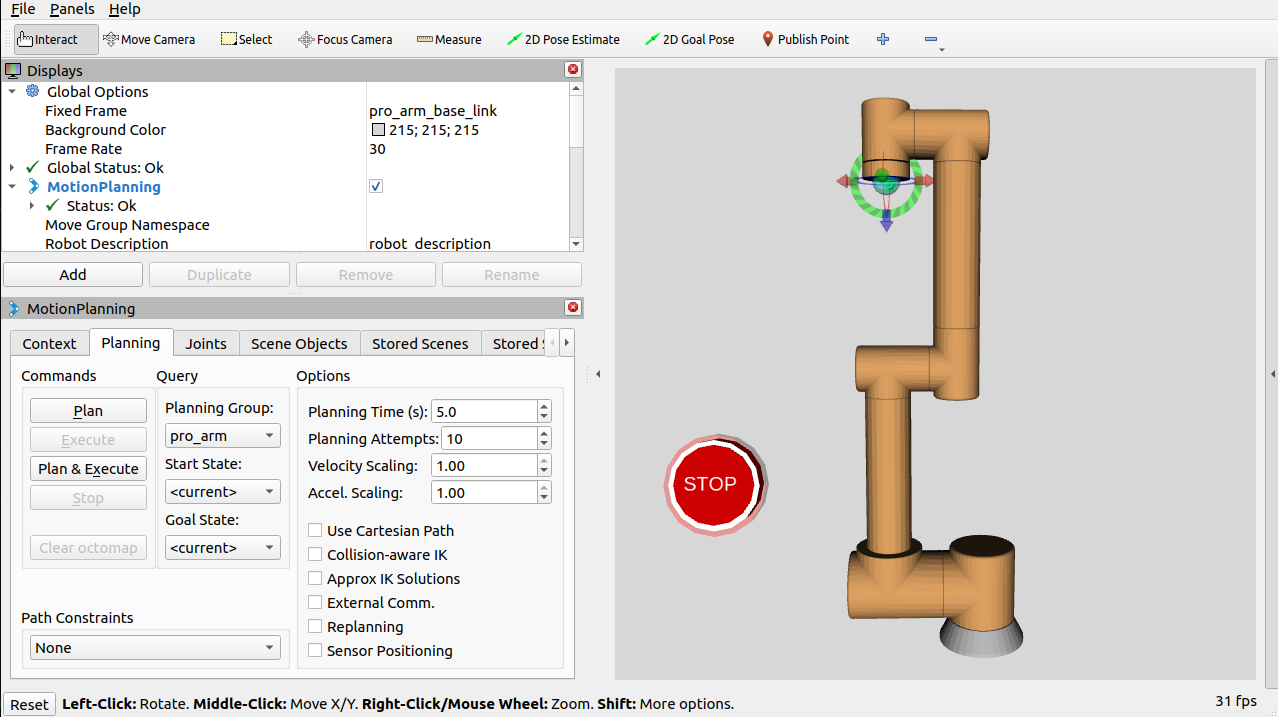 File Panels Help
Interact Move Camera Select Focus Camera Measure 2D Pose Estimate 2D Goal Pose Publish Point
Displays
Global Options
Fixed Frame pro_arm_base_link
Background Color 215; 215; 215
Frame Rate 30
Global Status: Ok
MotionPlanning
Status: Ok
Move Group Namespace
Robot Description robot_description
Add Duplicate Remove Rename
MotionPlanning
Context Planning Joints Scene Objects Stored Scenes Stored
Commands Query Options
Plan
Execute
Plan & Execute
Stop
Clear octomap
Planning Group:
pro_arm
Start State:
<current>
Goal State:
<current>
Planning Time (s): 5.0
Planning Attempts: 10
Velocity Scaling: 1.00
Accel. Scaling: 1.00
Use Cartesian Path
Collision-aware IK
Approx IK Solutions
External Comm.
Replanning
Sensor Positioning
Path Constraints
None
STOP
Reset Left-Click: Rotate. Middle-Click: Move X/Y. Right-Click/Mouse Wheel: Zoom. Shift: More options. 31 fps